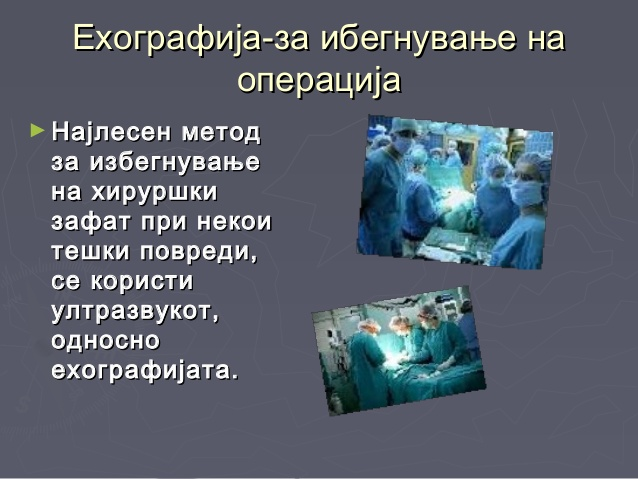 Ехографија-за ибегнување на
операција
Најлесен метод
за избегнување
на хируршки
зафат при некои
тешки повреди,
се користи
ултразвукот,
односно
ехографијата.